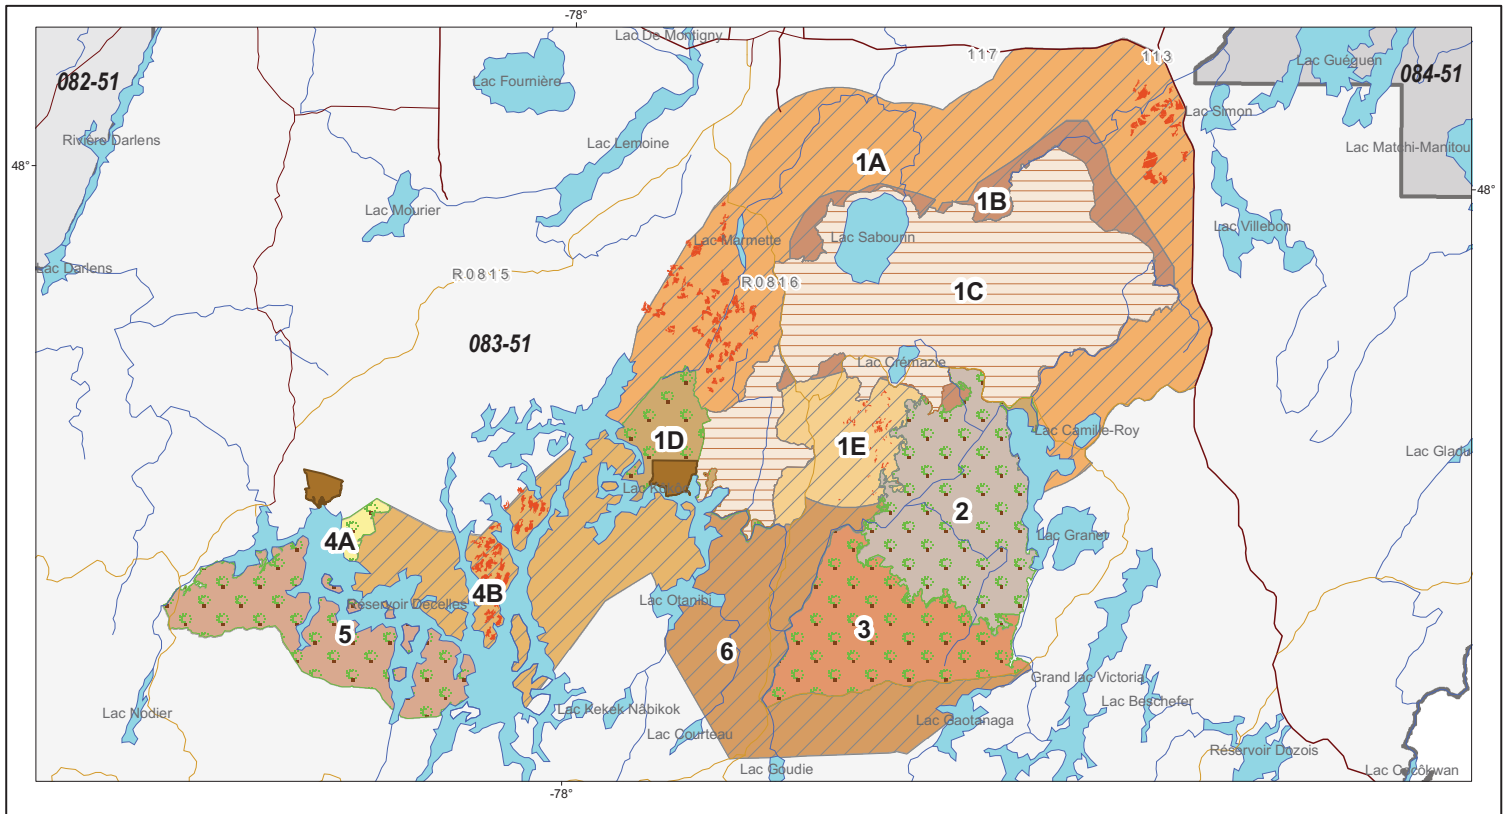 -78°
Lac De Montigny
117
113
Lac Guéguen
082-51
Lac Fournière
084-51
Lac Simon
Rivière Darlens
Lac Lemoine
Lac Matchi-Manitou
48°
1A
48°
1B
Lac Mourier
Lac Villebon
Lac Marmette
Lac Sabourin
Lac Darlens
R0815
R0816
1C
083-51
Lac Crémazie
Lac Camille-Roy
1D
1E
Lac Gladu
2
4A
Lac Granet
4B
Réservoir Decelles
Lac Otanibi
5
3
6
Grand lac Victoria
Lac Beschefer
Lac Nodier
Lac Kekek Nâbikok
Lac Gaotanaga
Lac Courteau
Réservoir Dozois
Lac Goudie
Lac Cocôkwan
-78°